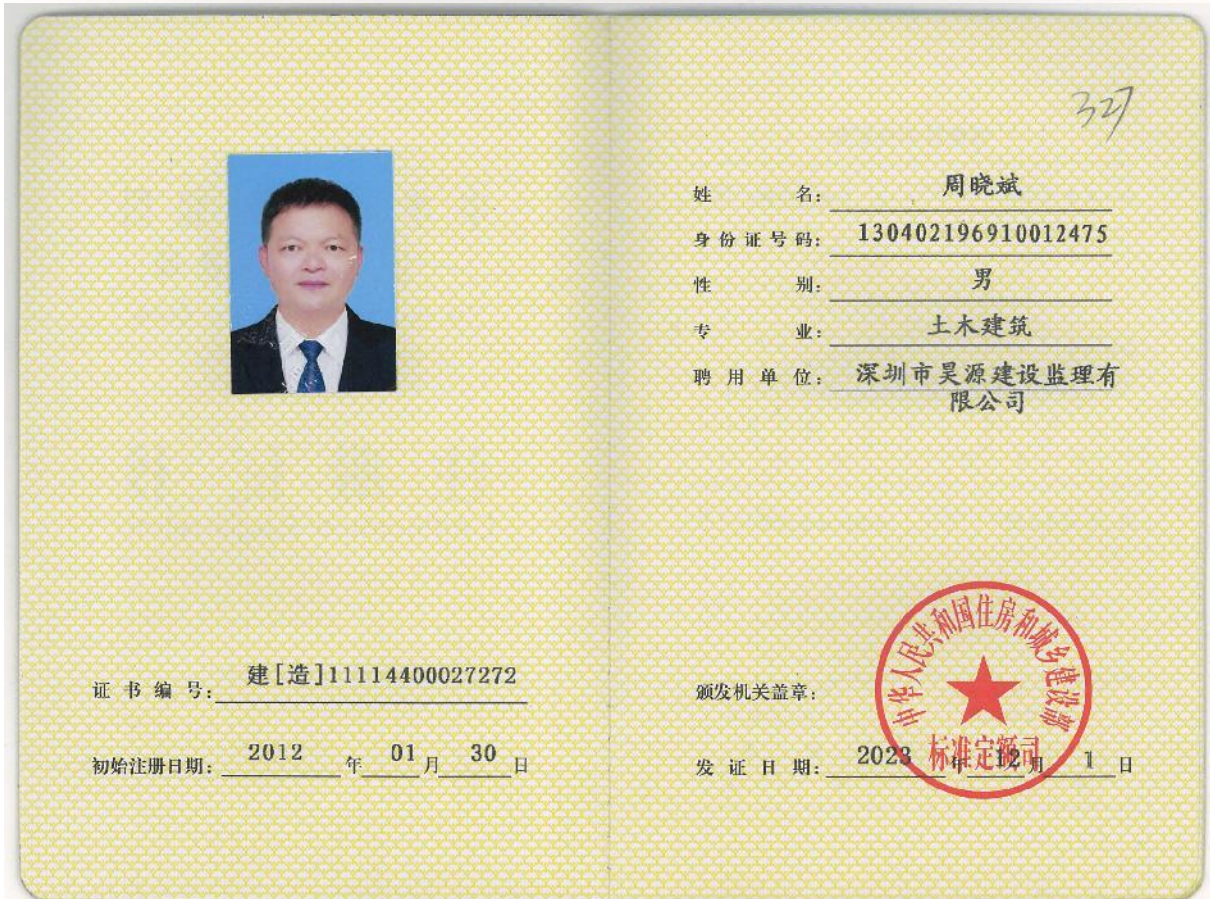 327
姓 名： 周晓斌
身份证号码： 130402196910012475
性 别： 男
专 业： 土木建筑
聘用单位： 深圳市昊源建设监理有
限公司
证书编号： 建[造]11114400027272
初始注册日期： 2012 年 01 月 30 日
颁发机关盖章：
中华人民共和国住房和城乡建设部
标准定额司
发证日期： 2023 年 12 月 1 日